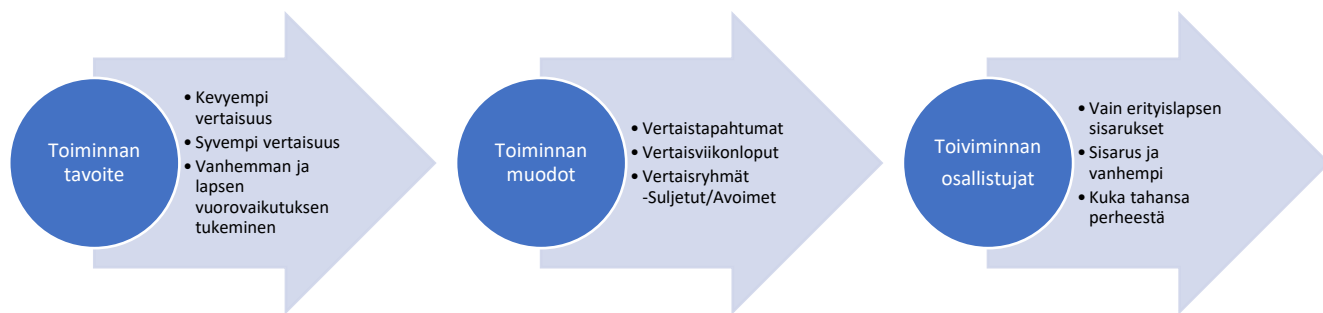 Toiminnan
tavoite
• Kevyempi
vertaisuus
• Syvempi vertaisuus
• Vanhemman ja
lapsen
vuorovaikutuksen
tukeminen
Toiminnan
muodot
• Vertaistapahtumat
• Vertaisviikonloput
• Vertaisryhmät
-Suljetut/Avoimet
Toiviminnan
osallistujat
• Vain erityislapsen
sisarukset
• Sisarus ja
vanhempi
• Kuka tahansa
perheestä